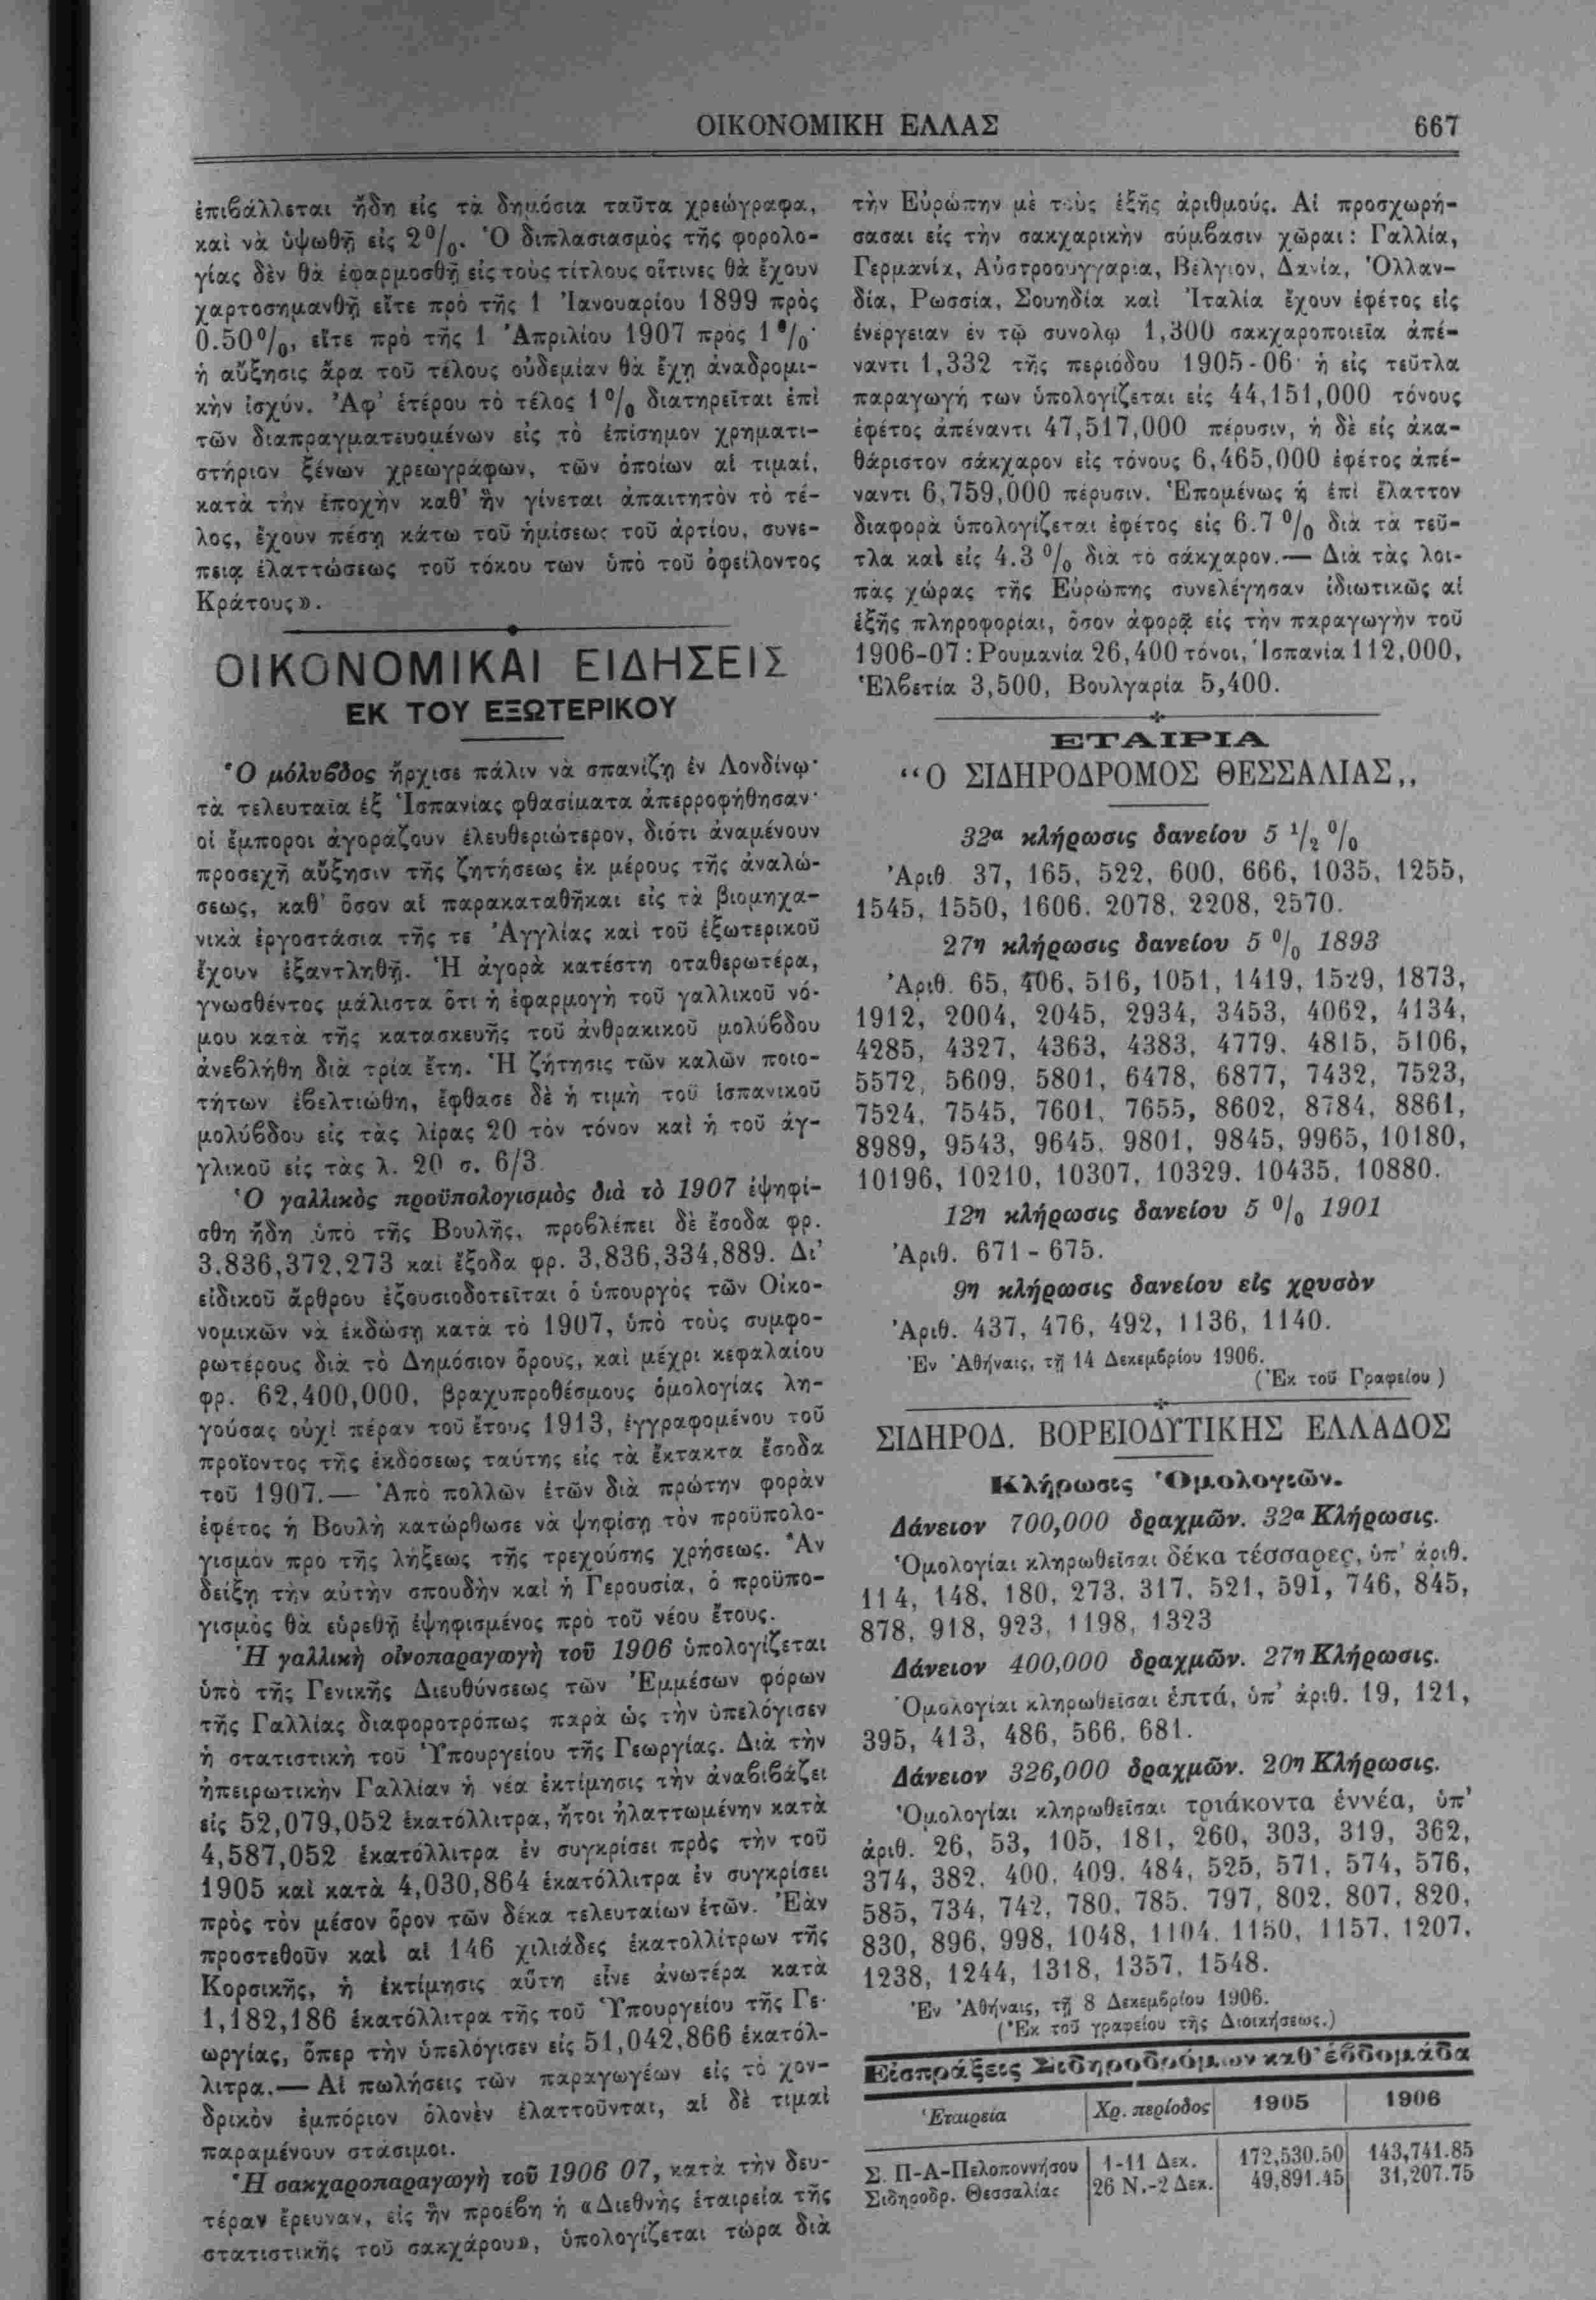 ΟΙΚΟΝΟΜΙΚΗ ΕΛΛΑΣ 667
ἐπιβάλλεται ἤδη εἰς τὰ δημόσια ταῦτα χρεώγραφα,
καὶ νὰ ὑψωθῇ εἰς 2%. Ὁ διπλασιασμὸς τῆς φορολο-
γίας δὲν θὰ ἐφαρμοσθῇ εἰς τοὺς τίτλους οἵτινες θὰ ἔχουν
χαρτοσημανθῇ εἴτε πρὸ τῆς 1 Ἰανουαρίου 1899 πρὸς
0.50%, εἴτε πρὸ τῆς 1 Ἀπριλίου 1907 πρὸς 1%·
ἡ αὔξησις ἄρα τοῦ τέλους οὐδεμίαν θὰ ἔχῃ ἀναδρομι-
κὴν ἰσχύν. Ἀφ' ἑτέρου τὸ τέλος 1% διατηρεῖται ἐπὶ
τῶν διαπραγματευομένων εἰς τὸ ἐπίσημον χρηματι-
στήριον ξένων χρεωγράφων, τῶν ὁποίων αἱ τιμαί,
κατὰ τὴν ἐποχὴν καθ' ἣν γίνεται ἀπαιτητὸν τὸ τέ-
λος, ἔχουν πέσῃ κάτω τοῦ ἡμίσεως τοῦ ἀρτίου, συνε-
πείᾳ ἐλαττώσεως τοῦ τόκου των ὑπὸ τοῦ ὀφείλοντος
Κράτους».
ΟΙΚΟΝΟΜΙΚΑΙ ΕΙΔΗΣΕΙΣ
ΕΚ ΤΟΥ ΕΞΩΤΕΡΙΚΟΥ
Ὁ μόλυβδος ἤρχισε πάλιν νὰ σπανίζῃ ἐν Λονδίνῳ·
τὰ τελευταῖα ἐξ Ἱσπανίας φθασίματα ἀπερροφήθησαν·
οἱ ἔμποροι ἀγοράζουν ἐλευθεριώτερον, διότι ἀναμένουν
προσεχῆ αὔξησιν τῆς ζητήσεως ἐκ μέρους τῆς ἀναλώ-
σεως, καθ' ὅσον αἱ παρακαταθῆκαι εἰς τὰ βιομηχα-
νικὰ ἐργοστάσια τῆς τε Ἀγγλίας καὶ τοῦ ἐξωτερικοῦ
ἔχουν ἐξαντληθῇ. Ἡ ἀγορὰ κατέστη σταθερωτέρα,
γνωσθέντος μάλιστα ὅτι ἡ ἐφαρμογὴ τοῦ γαλλικοῦ νό-
μου κατὰ τῆς κατασκευῆς τοῦ ἀνθρακικοῦ μολύβδου
ἀνεβλήθη διὰ τρία ἔτη. Ἡ ζήτησις τῶν καλῶν ποιο-
τήτων ἐβελτιώθη, ἔφθασε δὲ ἡ τιμὴ τοῦ ἱσπανικοῦ
μολύβδου εἰς τὰς λίρας 20 τὸν τόνον καὶ ἡ τοῦ ἀγ-
γλικοῦ εἰς τὰς λ. 20 σ. 6/3.
Ὁ γαλλικὸς προϋπολογισμὸς διὰ τὸ 1907 ἐψηφί-
σθη ἤδη ὑπὸ τῆς Βουλῆς, προβλέπει δὲ ἔσοδα φρ.
3.836,372,273 καὶ ἔξοδα φρ. 3,836,334,889. Δι'
εἰδικοῦ ἄρθρου ἐξουσιοδοτεῖται ὁ ὑπουργὸς τῶν Οἰκο-
νομικῶν νὰ ἐκδώσῃ κατὰ τὸ 1907, ὑπὸ τοὺς συμφο-
ρωτέρους διὰ τὸ Δημόσιον ὅρους, καὶ μέχρι κεφαλαίου
φρ. 62,400,000, βραχυπροθέσμους ὁμολογίας λη-
γούσας οὐχὶ πέραν τοῦ ἔτους 1913, ἐγγραφομένου τοῦ
προϊόντος τῆς ἐκδόσεως ταύτης εἰς τὰ ἔκτακτα ἔσοδα
τοῦ 1907.— Ἀπὸ πολλῶν ἐτῶν διὰ πρώτην φορὰν
ἐφέτος ἡ Βουλὴ κατώρθωσε νὰ ψηφίσῃ τὸν προϋπολο-
γισμὸν προ τῆς λήξεως τῆς τρεχούσης χρήσεως. Ἂν
δείξῃ τὴν αὐτὴν σπουδὴν καὶ ἡ Γερουσία, ὁ προϋπο-
γισμὸς θὰ εὑρεθῇ ἐψηφισμένος πρὸ τοῦ νέου ἔτους.
Ἡ γαλλικὴ οἰνοπαραγωγὴ τοῦ 1906 ὑπολογίζεται
ὑπὸ τῆς Γενικῆς Διευθύνσεως τῶν Ἐμμέσων φόρων
τῆς Γαλλίας διαφοροτρόπως παρὰ ὡς τὴν ὑπελόγισεν
ἡ στατιστικὴ τοῦ Ὑπουργείου τῆς Γεωργίας. Διὰ τὴν
ἠπειρωτικὴν Γαλλίαν ἡ νέα ἐκτίμησις τὴν ἀναβιβάζει
εἰς 52,079,052 ἑκατόλλιτρα, ἤτοι ἠλαττωμένην κατὰ
4,587,052 ἑκατόλλιτρα ἐν συγκρίσει πρὸς τὴν τοῦ
1905 καὶ κατὰ 4,030,864 ἑκατόλλιτρα ἐν συγκρίσει
πρὸς τὸν μέσον ὅρον τῶν δέκα τελευταίων ἐτῶν. Ἐὰν
προστεθοῦν καὶ αἱ 146 χιλιάδες ἑκατολλίτρων τῆς
Κορσικῆς, ἡ ἐκτίμησις αὕτη εἶνε ἀνωτέρα κατὰ
1,182,186 ἑκατόλλιτρα τῆς τοῦ Ὑπουργείου τῆς Γε-
ωργίας, ὅπερ τὴν ὑπελόγισεν εἰς 51,042,866 ἑκατόλ-
λιτρα.— Αἱ πωλήσεις τῶν παραγωγέων εἰς τὸ χον-
δρικὸν ἐμπόριον ὁλονὲν ἐλαττοῦνται, αἱ δὲ τιμαὶ
παραμένουν στάσιμοι.
Ἡ σακχαροπαραγωγὴ τοῦ 1906 07, κατὰ τὴν δευ-
τέραν ἔρευναν, εἰς ἣν προέβη ἡ «Διεθνὴς ἑταιρεία τῆς
στατιστικῆς τοῦ σακχάρου», ὑπολογίζεται τώρα διὰ
τὴν Εὐρώπην μὲ τοὺς ἑξῆς ἀριθμούς. Αἱ προσχωρή-
σασαι εἰς τὴν σακχαρικὴν σύμβασιν χῶραι: Γαλλία,
Γερμανία, Αὐστροουγγαρία, Βέλγιον, Δανία, Ὁλλαν-
δία, Ρωσσία, Σουηδία καὶ Ἰταλία ἔχουν ἐφέτος εἰς
ἐνέργειαν ἐν τῷ συνολῳ 1,300 σακχαροποιεῖα ἀπέ-
ναντι 1,332 τῆς περιόδου 1905-06· ἡ εἰς τεῦτλα
παραγωγή των ὑπολογίζεται εἰς 44,151,000 τόνους
ἐφέτος ἀπέναντι 47,517,000 πέρυσιν, ἡ δὲ εἰς ἀκα-
θάριστον σάκχαρον εἰς τόνους 6,465,000 ἐφέτος ἀπέ-
ναντι 6,759,000 πέρυσιν. Ἑπομένως ἡ ἐπὶ ἔλαττον
διαφορὰ ὑπολογίζεται ἐφέτος εἰς 6.7 % διὰ τὰ τεῦ-
τλα καὶ εἰς 4.3 % διὰ τὸ σάκχαρον.— Διὰ τὰς λοι-
πὰς χώρας τῆς Εὐρώπης συνελέγησαν ἰδιωτικῶς αἱ
ἑξῆς πληροφορίαι, ὅσον ἀφορᾷ εἰς τὴν παραγωγὴν τοῦ
1906-07: Ρουμανία 26,400 τόνοι, Ἱσπανία 112,000,
Ἑλβετία 3,500, Βουλγαρία 5,400.
ΕΤΑΙΡΙΑ
“Ο ΣΙΔΗΡΟΔΡΟΜΟΣ ΘΕΣΣΑΛΙΑΣ,,
32α κλήρωσις δανείου 5 1/2 %
Ἀριθ 37, 165, 522, 600, 666, 1035, 1255,
1545, 1550, 1606. 2078, 2208, 2570.
27η κλήρωσις δανείου 5 % 1893
Ἀριθ. 65, 406, 516, 1051, 1419, 1529, 1873,
1912, 2004, 2045, 2934, 3453, 4062, 4134,
4285, 4327, 4363, 4383, 4779, 4815, 5106,
5572, 5609, 5801, 6478, 6877, 7432, 7523,
7524, 7545, 7601, 7655, 8602, 8784, 8861,
8989, 9543, 9645, 9801, 9845, 9965, 10180,
10196, 10210, 10307, 10329. 10435, 10880.
12η κλήρωσις δανείου 5 % 1901
Ἀριθ. 671 - 675.
9η κλήρωσις δανείου εἰς χρυσὸν
Ἀριθ. 437, 476, 492, 1136, 1140.
Ἐν Ἀθήναις, τῇ 14 Δεκεμβρίου 1906.
(Ἐκ τοῦ Γραφείου)
ΣΙΔΗΡΟΔ. ΒΟΡΕΙΟΔΥΤΙΚΗΣ ΕΛΛΑΔΟΣ
Κλήρωσις Ὁμολογιῶν.
Δάνειον 700,000 δραχμῶν. 32α Κλήρωσις.
Ὁμολογίαι κληρωθεῖσαι δέκα τέσσαρες, ὑπ' ἀριθ.
114, 148, 180, 273, 317, 521, 591, 746, 845,
878, 918, 923, 1198, 1323
Δάνειον 400,000 δραχμῶν. 27η Κλήρωσις.
Ὁμολογίαι κληρωθεῖσαι ἑπτά, ὑπ' ἀριθ. 19, 121,
395, 413, 486, 566, 681.
Δάνειον 326,000 δραχμῶν. 20η Κλήρωσις.
Ὁμολογίαι κληρωθεῖσαι τριάκοντα ἐννέα, ὑπ'
ἀριθ. 26, 53, 105, 181, 260, 303, 319, 362,
374, 382, 400, 409, 484, 525, 571, 574, 576,
585, 734, 742, 780, 785, 797, 802, 807, 820,
830, 896, 998, 1048, 1104, 1150, 1157, 1207,
1238, 1244, 1318, 1357, 1548.
Ἐν Ἀθήναις, τῇ 8 Δεκεμβρίου 1906.
(Ἐκ τοῦ γραφείου τῆς Διοικήσεως.)
Εἰσπράξεις Σιδηροδρόμων καθ' ἑβδομάδα
Ἑταιρεία Χρ. περίοδος 1905 1906
Σ. Π-Α-Πελοποννήσου 1-11 Δεκ. 172,530.50 143,741.85
Σιδηροδρ. Θεσσαλίας 26 Ν.-2 Δεκ. 49,891.45 31,207.75